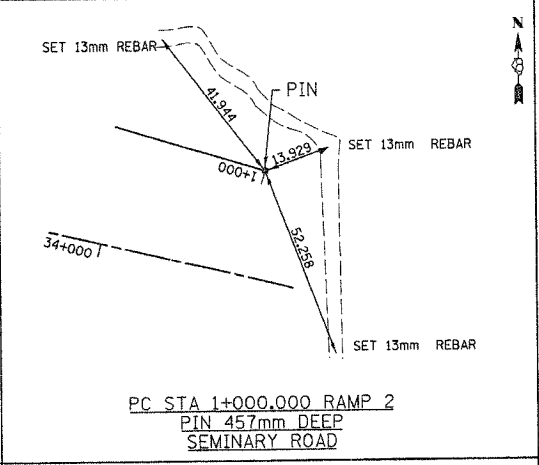 N
SET 13mm REBAR
41.944
PIN
SET 13mm REBAR
13.929
1+000
34+000
52.258
SET 13mm REBAR
PC STA 1+000.000 RAMP 2
PIN 457mm DEEP
SEMINARY ROAD